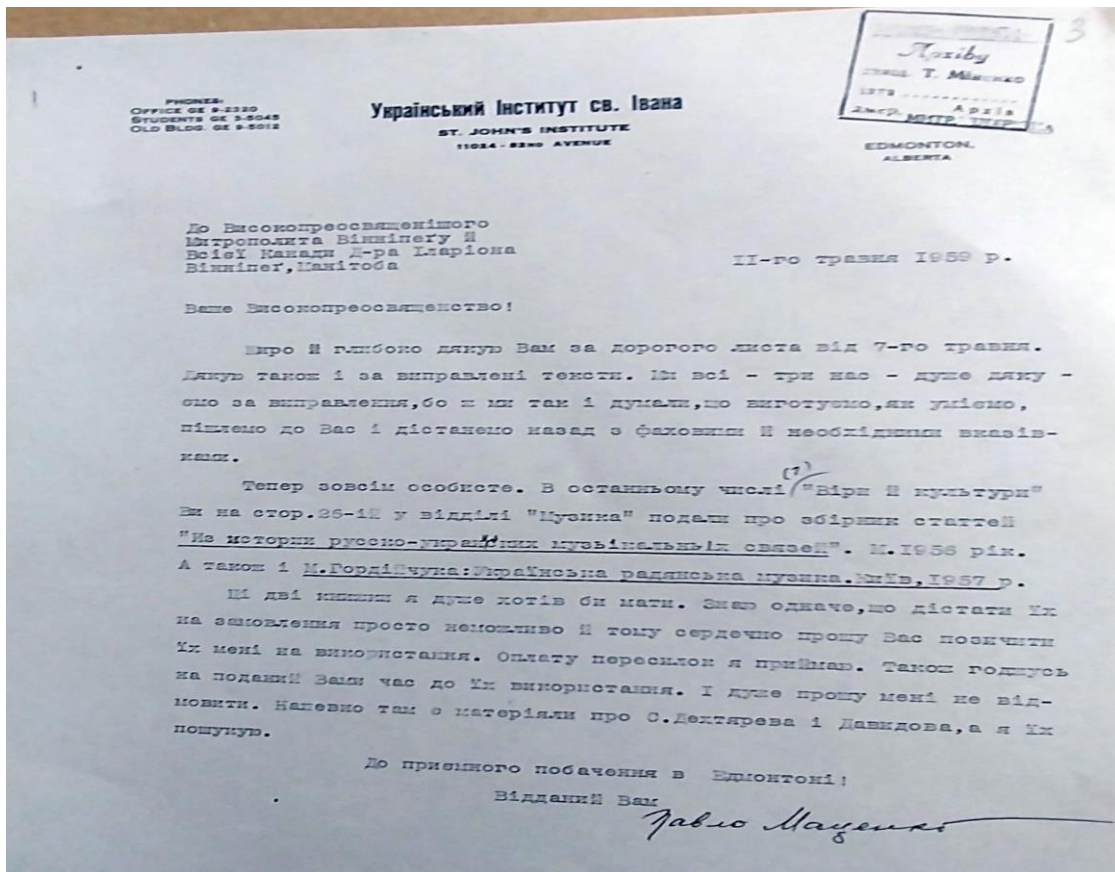 3
Архіву
Т. Міненко
Архів
PHONES:
OFFICE GE 9-2320
STUDENTS GE 3-5045
OLD BLDG. GE 9-5012
Український Інститут св. Івана
ST. JOHN'S INSTITUTE
11024 - 82ND AVENUE
EDMONTON,
ALBERTA
До Високопреосвященішого
Митрополита Вінніпеґу й
Всієї Канади Д-ра Іларіона
Вінніпеґ,Манітоба
II-го травня 1959 р.
Ваше Високопреосвященство!
Щиро й глибоко дякую Вам за дорогого листа від 7-го травня.
Дякую також і за виправлені тексти. Ми всі - три нас - дуже дяку -
ємо за виправлення,бо ж ми так і думали,що виготуємо,як уміємо,
пішлемо до Вас і дістанемо назад з фаховими й необхідними вказів-
ками.
Тепер зовсім особисте. В останньому числі (7) "Віри й культури"
Ви на стор.26-ій у відділі "Музика" подали про збірник статтей
"Из истории русско-украинских музыкальных связей". М.1956 рік.
А також і М.Гордійчука:Українська радянська музика.Київ,1957 р.
Ці дві книжки я дуже хотів би мати. Знаю одначе,що дістати їх
на замовлення просто неможливо й тому сердечно прошу Вас позичити
їх мені на використання. Оплату пересилок я приймаю. Також годжусь
на поданий Вами час до їх використання. І дуже прошу мені не від-
мовити. Напевно там є матеріяли про С.Дехтярева і Давидова,а я їх
пошукую.
До приємного побачення в Едмонтоні!
Відданий Вам
Павло Маценко